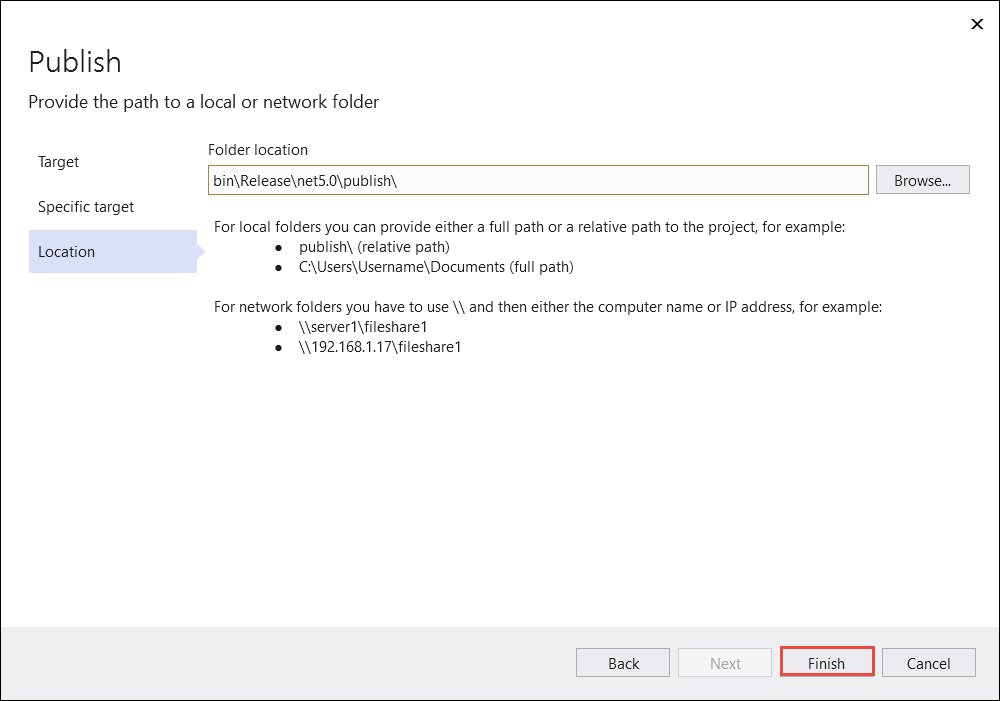 Publish
Provide the path to a local or network folder
Target
Specific target
Location
Folder location
bin\Release\net5.0\publish\
Browse...
For local folders you can provide either a full path or a relative path to the project, for example:
● publish\ (relative path)
● C:\Users\Username\Documents (full path)
For network folders you have to use \\ and then either the computer name or IP address, for example:
● \\server1\fileshare1
● \\192.168.1.17\fileshare1
Back
Next
Finish
Cancel